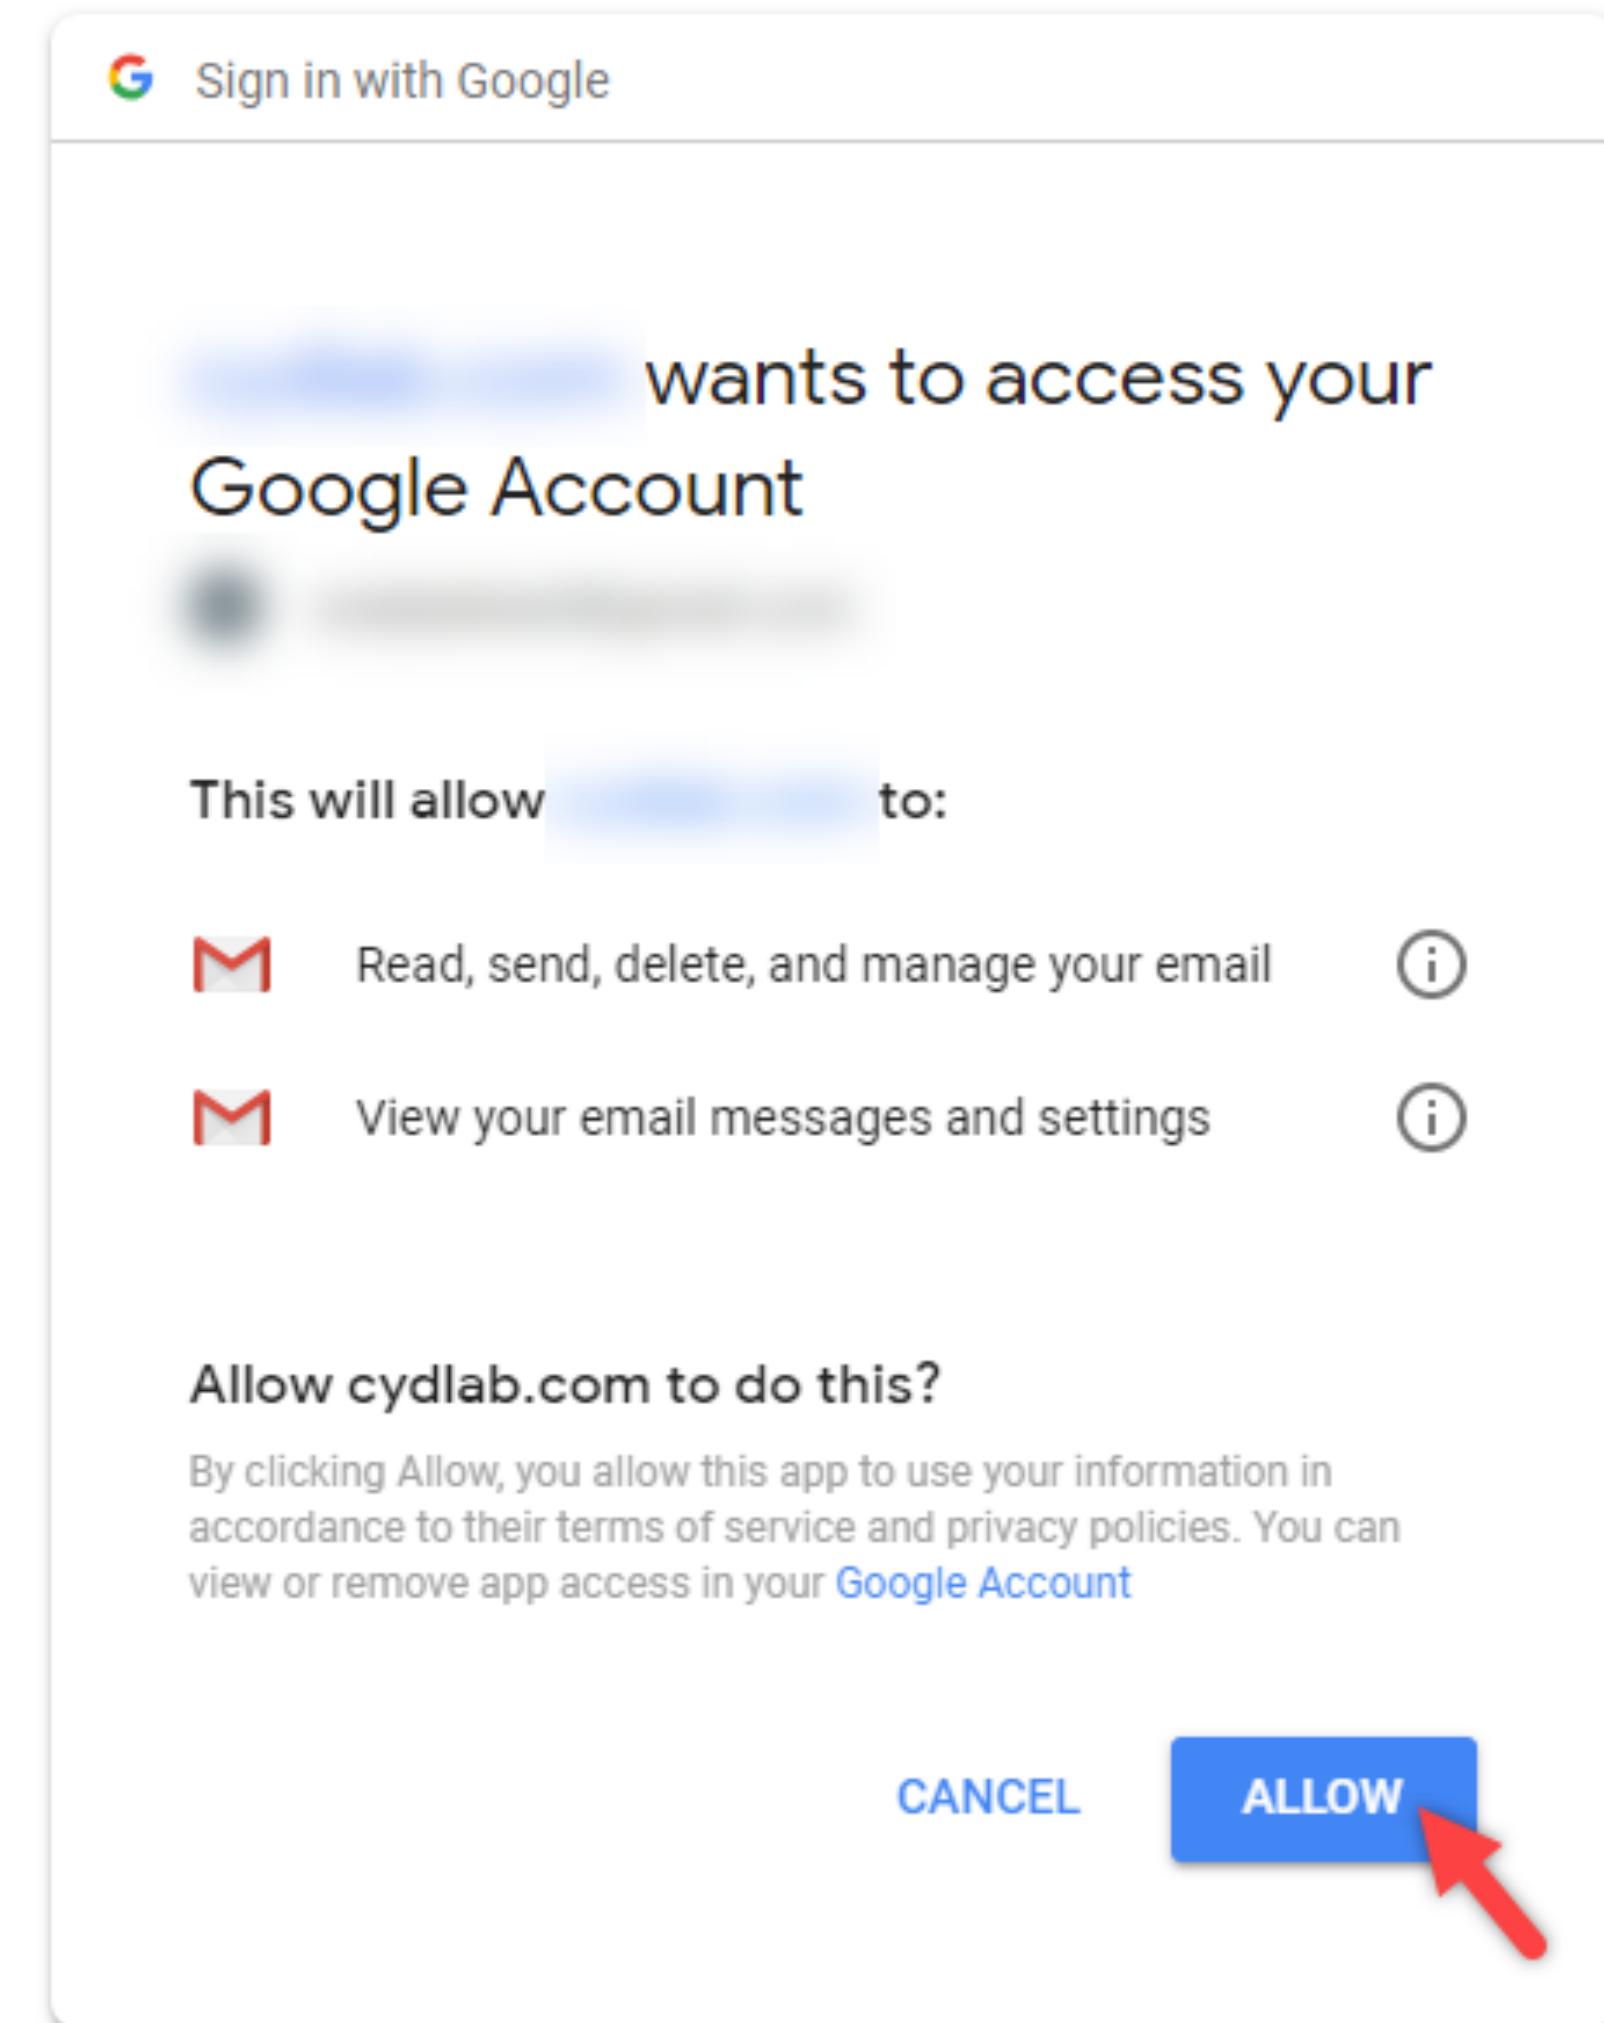 Sign in with Google
wants to access your
Google Account
This will allow to:
Read, send, delete, and manage your email
View your email messages and settings
Allow cydlab.com to do this?
By clicking Allow, you allow this app to use your information in
accordance to their terms of service and privacy policies. You can
view or remove app access in your Google Account
CANCEL ALLOW